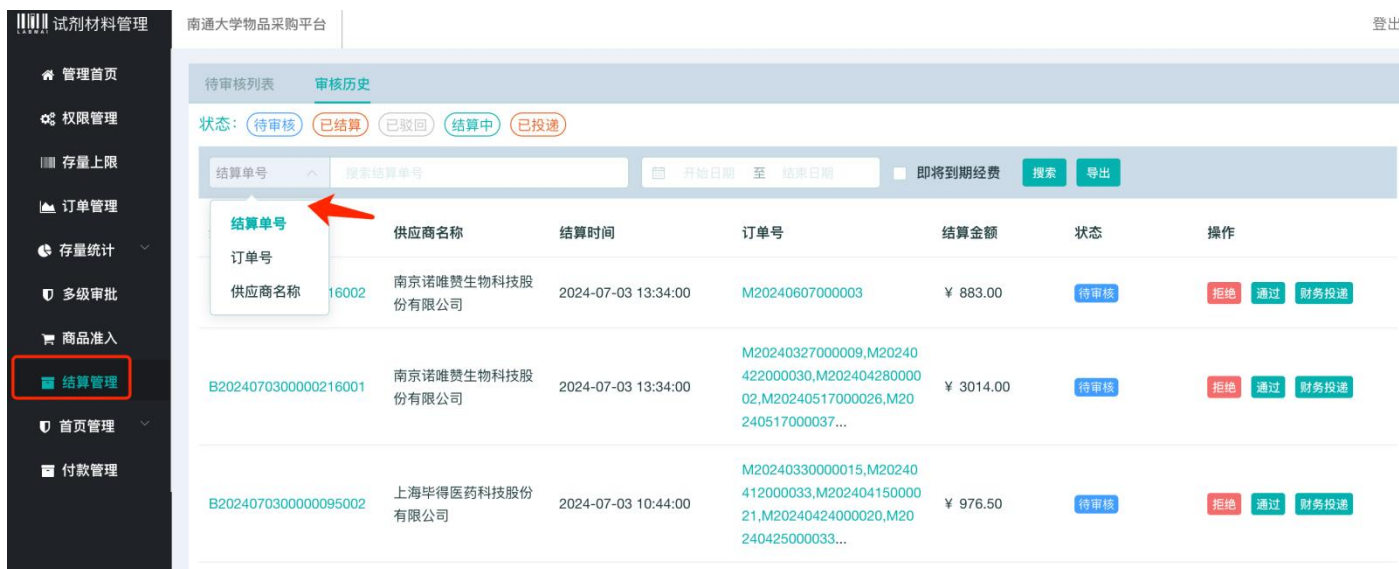 LABMAI 试剂材料管理
南通大学物品采购平台
登出
管理首页
权限管理
存量上限
订单管理
存量统计
多级审批
商品准入
结算管理
首页管理
付款管理
待审核列表 审核历史
状态: 待审核 已结算 已驳回 结算中 已投递
结算单号 搜索结算单号 开始日期 至 结束日期 即将到期经费 搜索 导出
结算单号
订单号
供应商名称
供应商名称 结算时间 订单号 结算金额 状态 操作
16002 南京诺唯赞生物科技股
份有限公司
2024-07-03 13:34:00 M20240607000003 ¥ 883.00 待审核 拒绝 通过 财务投递
B2024070300000216001 南京诺唯赞生物科技股
份有限公司
2024-07-03 13:34:00
M20240327000009,M20240
422000030,M202404280000
02,M20240517000026,M20
240517000037...
¥ 3014.00 待审核 拒绝 通过 财务投递
B2024070300000095002 上海毕得医药科技股份
有限公司
2024-07-03 10:44:00
M20240330000015,M20240
412000033,M202404150000
21,M20240424000020,M20
240425000033...
¥ 976.50 待审核 拒绝 通过 财务投递